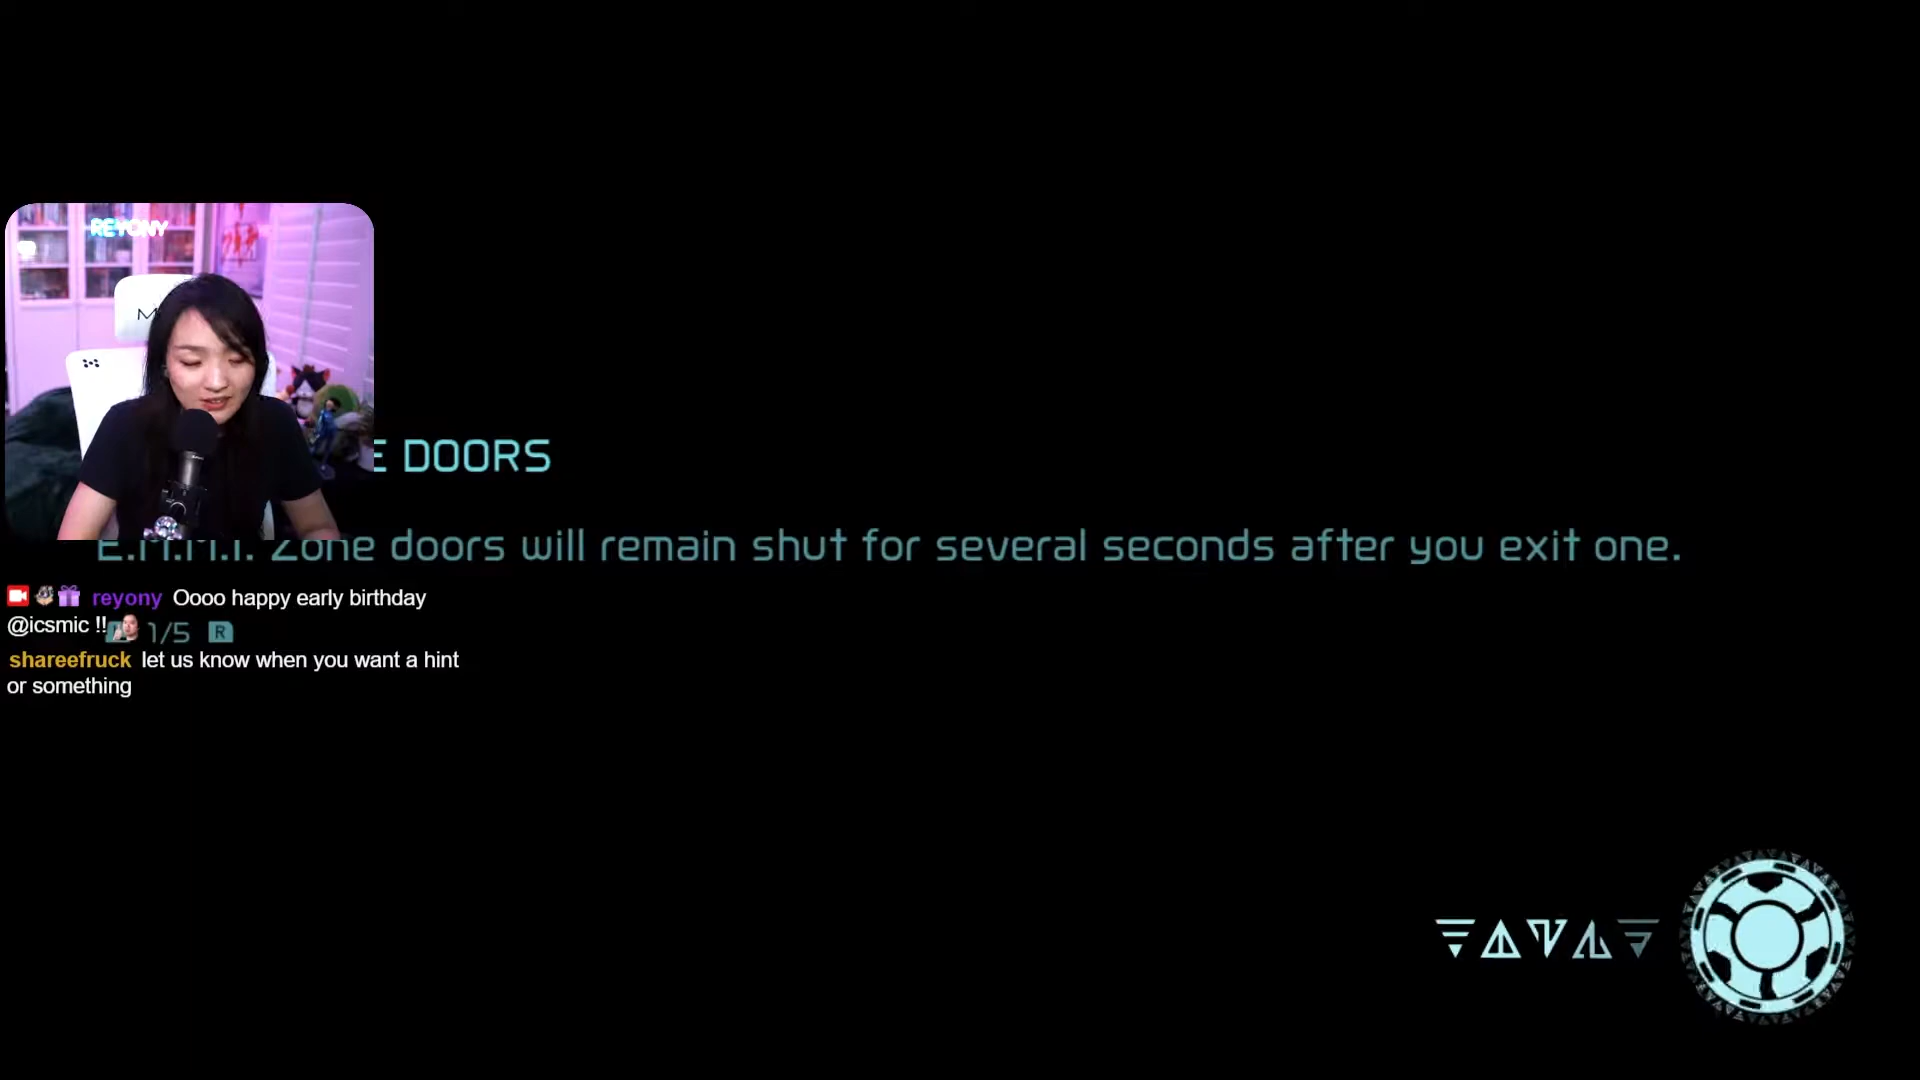 REYONY
M
E DOORS
E.M.M.I. Zone doors will remain shut for several seconds after you exit one.
reyony Oooo happy early birthday
@icsmic !!
1/5 R
shareefruck let us know when you want a hint
or something